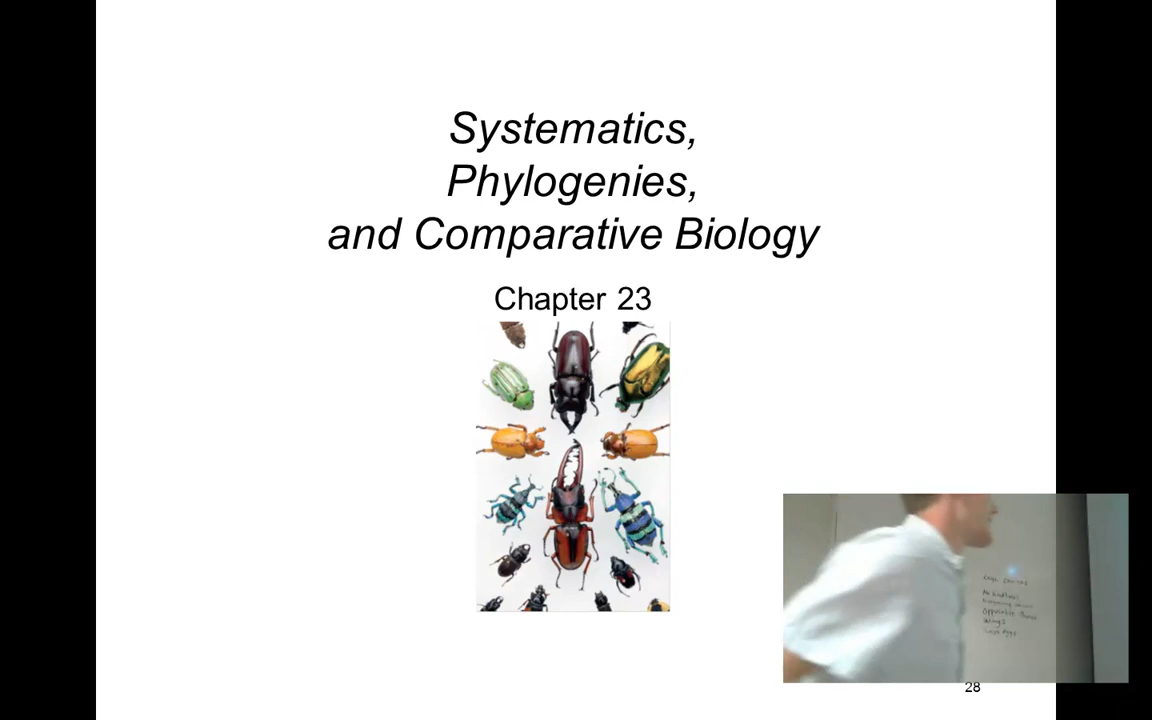 Systematics,
Phylogenies,
and Comparative Biology
Chapter 23
28